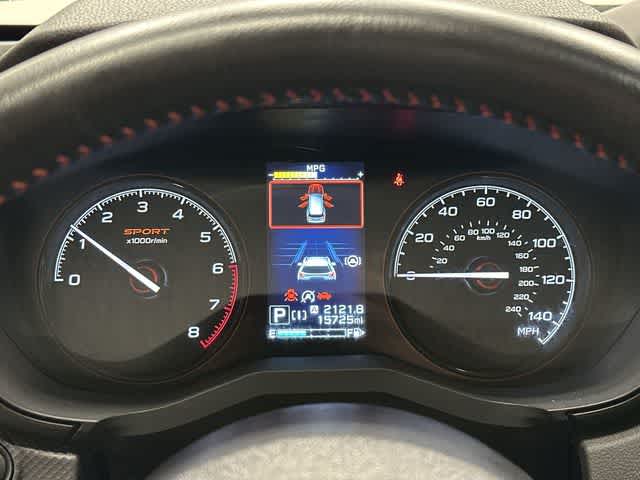 MPG
- +
SPORT
x1000r/min
0 1 2 3 4 5 6 7 8
P A 2121.8
15725ml
E F
20 40 60 80 100 120 140
MPH
20 40 60 80 100 120 140 160 180 200 220 240
km/h